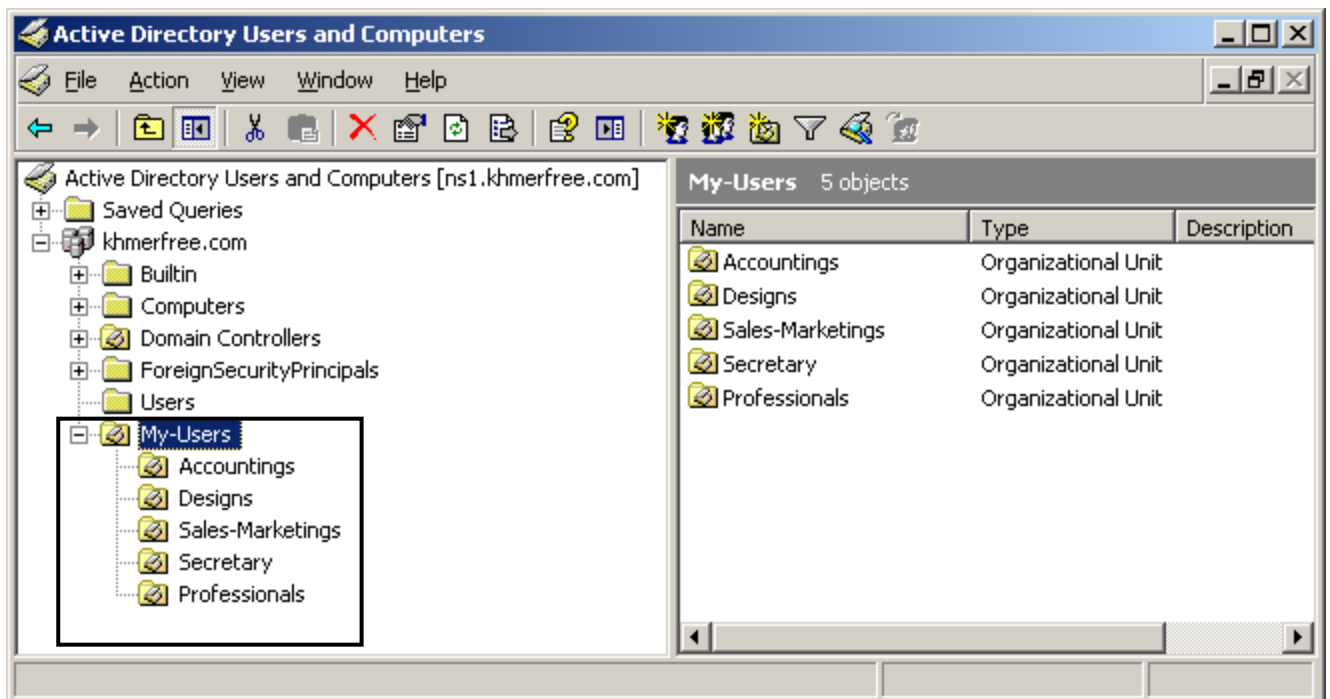 Active Directory Users and Computers
File Action View Window Help
Active Directory Users and Computers [ns1.khmerfree.com]
Saved Queries
khmerfree.com
Builtin
Computers
Domain Controllers
ForeignSecurityPrincipals
Users
My-Users
Accountings
Designs
Sales-Marketings
Secretary
Professionals
My-Users 5 objects
Name Type Description
Accountings Organizational Unit
Designs Organizational Unit
Sales-Marketings Organizational Unit
Secretary Organizational Unit
Professionals Organizational Unit